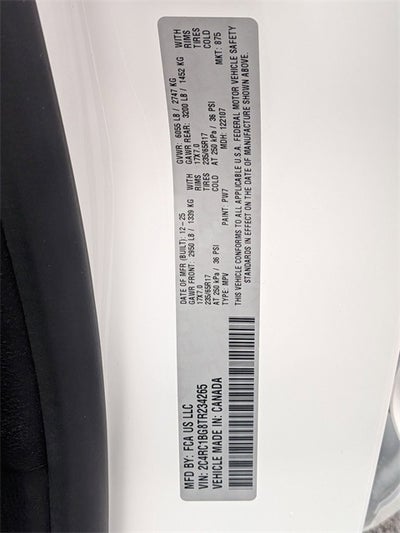 MFD BY: FCA US LLC
DATE OF MFR (BUILT): 12-25
GVWR: 6055 LB / 2747 KG
GAWR FRONT: 2950 LB / 1339 KG
WITH
GAWR REAR: 3200 LB / 1452 KG
WITH
17X7.0
RIMS
17X7.0
RIMS
235/65R17
TIRES
235/65R17
TIRES
AT 250 kPa / 36 PSI
COLD
AT 250 kPa / 36 PSI
COLD
THIS VEHICLE CONFORMS TO ALL APPLICABLE U.S.A. FEDERAL MOTOR VEHICLE SAFETY
STANDARDS IN EFFECT ON THE DATE OF MANUFACTURE SHOWN ABOVE.
VIN: 2C4RC1BG8TR234265
TYPE: MPV
PAINT: PW7
MDH: 122107
MKT: 875
VEHICLE MADE IN: CANADA